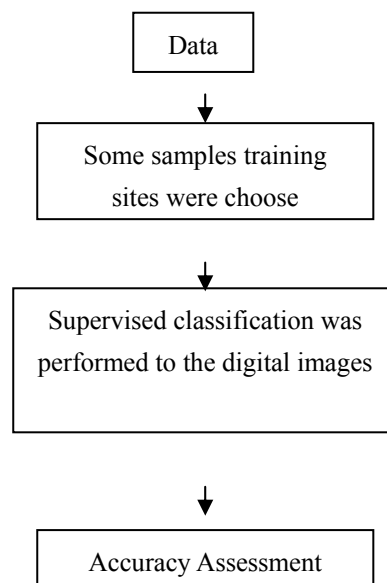 Data
Some samples training
sites were choose
Supervised classification was
performed to the digital images
Accuracy Assessment